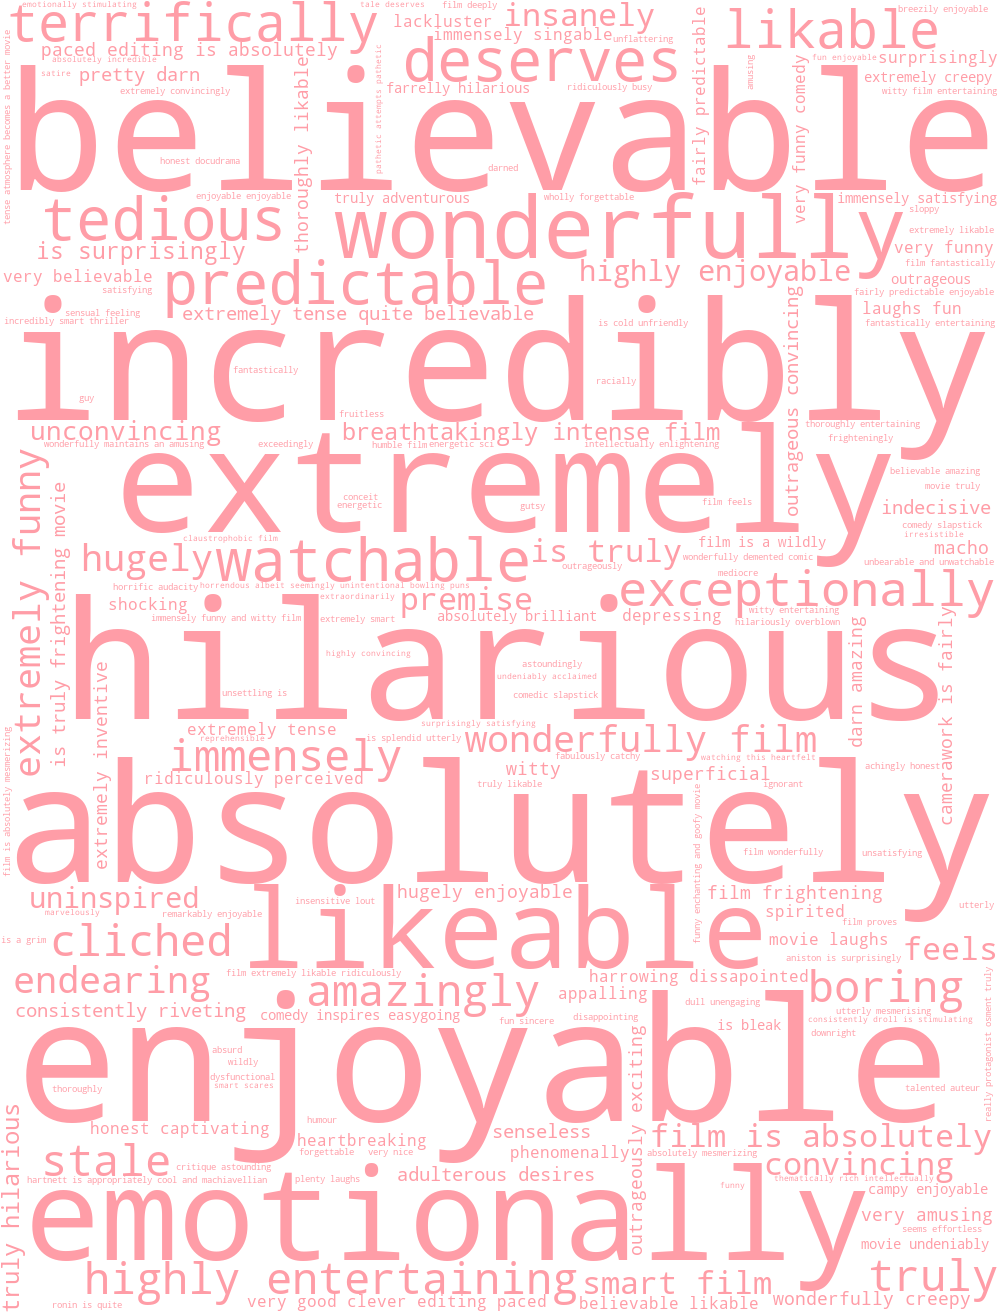 emotionally stimulating
tale deserves
film deeply
breezily enjoyable
terrifically
lackluster
insanely
likable
immensely singable
unflattering
paced editing is absolutely
deserves
surprisingly
absolutely incredible
fun enjoyable
satire
pretty darn
extremely creepy
extremely convincingly
farrelly hilarious
ridiculously busy
witty film entertaining
tense atmosphere becomes a better movie
thoroughly likable
pathetic attempts pathetic
fairly predictable
amusing
very funny comedy
believable
honest docudrama
darned
enjoyable enjoyable
truly adventurous
wholly forgettable
immensely satisfying
tedious
wonderfully
sloppy
extremely likable
is surprisingly
very funny
very believable
predictable
highly enjoyable
film fantastically
outrageous
satisfying
fairly predictable enjoyable
sensual feeling
extremely tense quite believable
laughs fun
incredibly smart thriller
is cold unfriendly
fantastically entertaining
outrageous convincing
incredibly
fantastically
racially
guy
fruitless
unconvincing
breathtakingly intense film
thoroughly entertaining
frighteningly
wonderfully maintains an amusing
exceedingly
humble film
energetic sci
intellectually enlightening
extremely
believable amazing
movie truly
conceit
energetic
gutsy
film feels
indecisive
comedy slapstick
irresistible
claustrophobic film
film is a wildly
macho
hugely
watchable
is truly
wonderfully demented comic
unbearable and unwatchable
outrageously
mediocre
exceptionally
horrific audacity
horrendous albeit seemingly unintentional bowling puns
extraordinarily
shocking
premise
immensely funny and witty film
extremely smart
absolutely brilliant
depressing
witty entertaining
hilariously overblown
extremely funny
is truly frightening movie
hilarious
highly convincing
astoundingly
undeniably acclaimed
unsettling is
comedic slapstick
darn amazing
camerawork is fairly
extremely inventive
surprisingly satisfying
extremely tense
reprehensible
is splendid utterly
wonderfully film
immensely
fabulously catchy
watching this heartfelt
ridiculously perceived
witty
superficial
achingly honest
truly likable
ignorant
film is absolutely mesmerizing
absolutely
funny enchanting and goofy movie
film wonderfully
unsatisfying
uninspired
likeable
hugely enjoyable
film frightening
insensitive lout
marvelously
remarkably enjoyable
spirited
utterly
film proves
is a grim
cliched
movie laughs
feels
aniston is surprisingly
endearing
film extremely likable ridiculously
harrowing dissapointed
amazingly
appalling
boring
dull unengaging
consistently riveting
comedy inspires easygoing
fun sincere
disappointing
is bleak
utterly mesmerising
consistently droll is stimulating
downright
really protagonist osment truly
enjoyable
absurd
wildly
dysfunctional
smart scares
thoroughly
talented auteur
outrageously exciting
honest captivating
humour
heartbreaking
senseless
film is absolutely
forgettable
very nice
phenomenally
absolutely mesmerizing
stale
critique astounding
convincing
hartnett is appropriately cool and machiavellian
plenty laughs
adulterous desires
funny
thematically rich intellectually
campy enjoyable
truly hilarious
emotionally
very amusing
seems effortless
movie undeniably
highly entertaining
smart film
truly
ronin is quite
very good clever editing paced
believable likable
wonderfully creepy